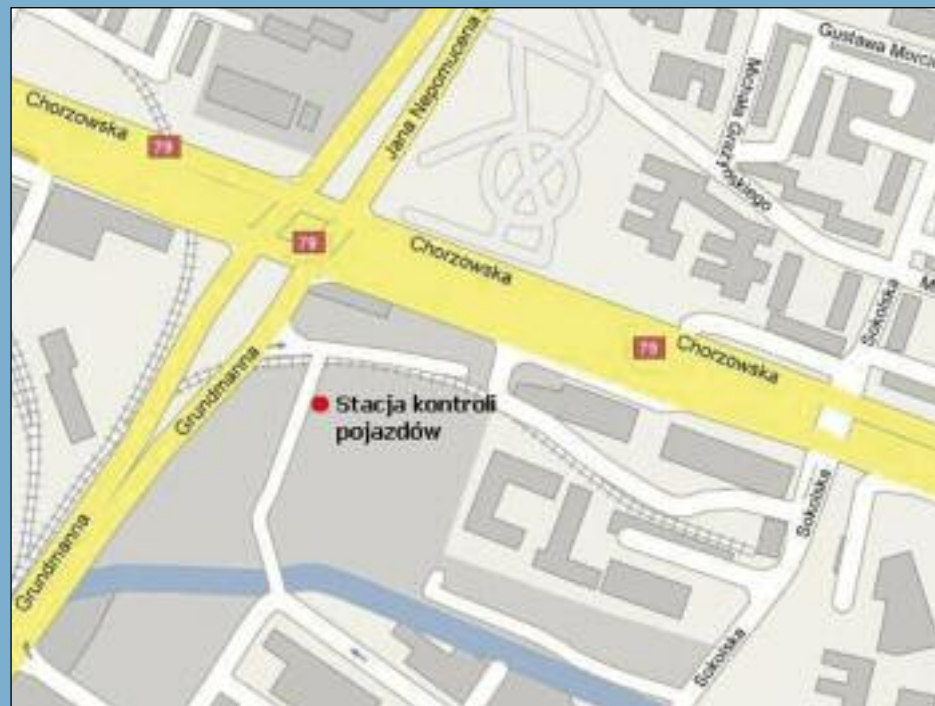 Gustawa Morcin
Chorzowska
79
Jana Nepomucena
Michała Grażyńskiego
79
Chorzowska
M
Sokolska
79
Chorzowska
Grundmanna
Stacja kontroli
pojazdów
Sokolska
Grundmanna
Sokolska